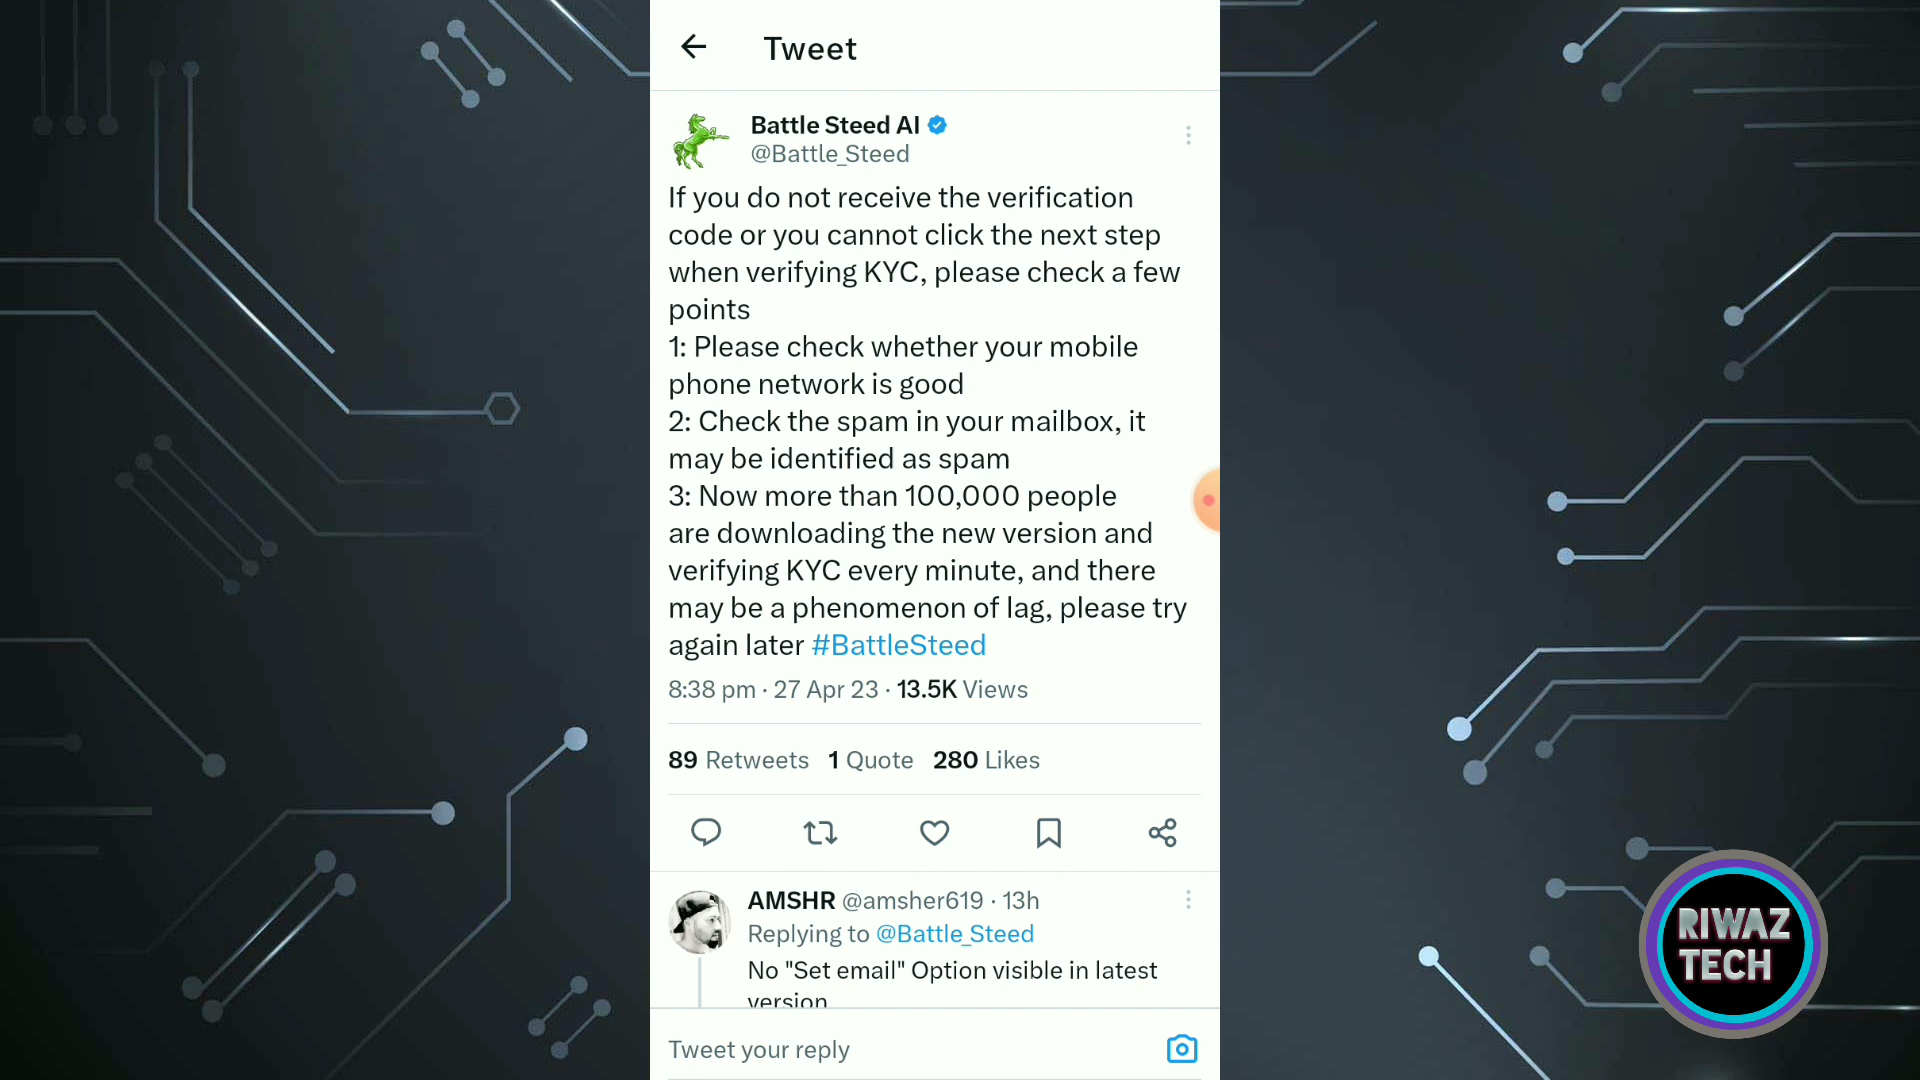 Tweet
Battle Steed AI
@Battle_Steed
If you do not receive the verification
code or you cannot click the next step
when verifying KYC, please check a few
points
1: Please check whether your mobile
phone network is good
2: Check the spam in your mailbox, it
may be identified as spam
3: Now more than 100,000 people
are downloading the new version and
verifying KYC every minute, and there
may be a phenomenon of lag, please try
again later #BattleSteed
8:38 pm · 27 Apr 23 · 13.5K Views
89 Retweets 1 Quote 280 Likes
AMSHR @amsher619 · 13h
Replying to @Battle_Steed
No "Set email" Option visible in latest
version
Tweet your reply
RIWAZ
TECH